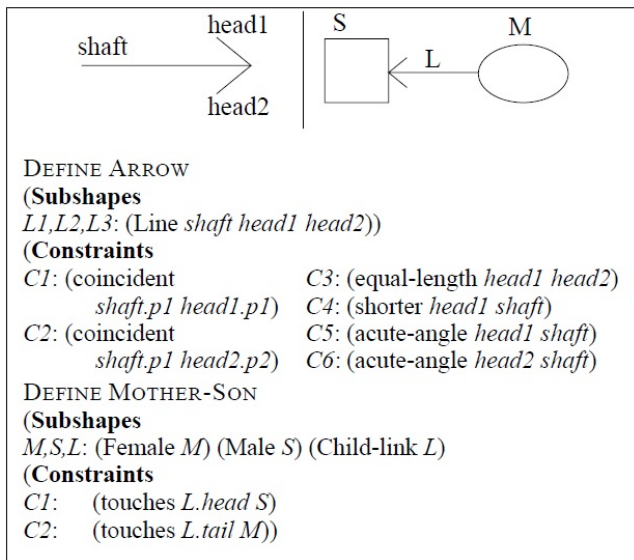 head1
shaft
head2
S
L
M
DEFINE ARROW
(Subshapes
L1,L2,L3: (Line shaft head1 head2))
(Constraints
C1: (coincident
shaft.p1 head1.p1)
C2: (coincident
shaft.p1 head2.p2)
C3: (equal-length head1 head2)
C4: (shorter head1 shaft)
C5: (acute-angle head1 shaft)
C6: (acute-angle head2 shaft)
DEFINE MOTHER-SON
(Subshapes
M,S,L: (Female M) (Male S) (Child-link L)
(Constraints
C1: (touches L.head S)
C2: (touches L.tail M))